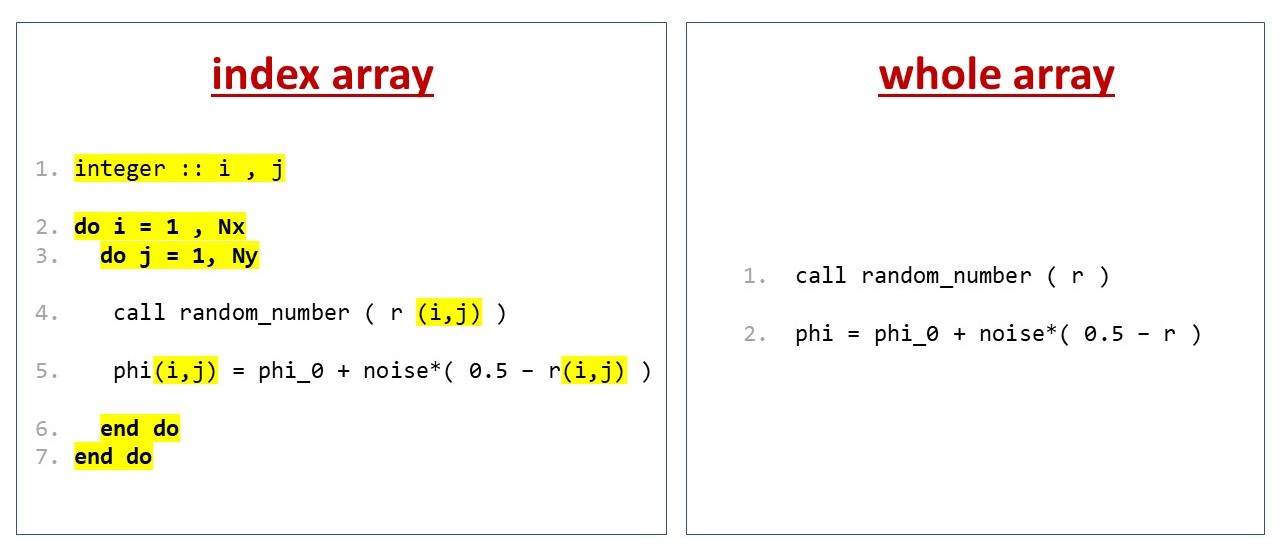 index array
1. integer :: i , j
2. do i = 1 , Nx
3. do j = 1, Ny
4. call random_number ( r (i,j) )
5. phi(i,j) = phi_0 + noise*( 0.5 – r(i,j) )
6. end do
7. end do
whole array
1. call random_number ( r )
2. phi = phi_0 + noise*( 0.5 – r )